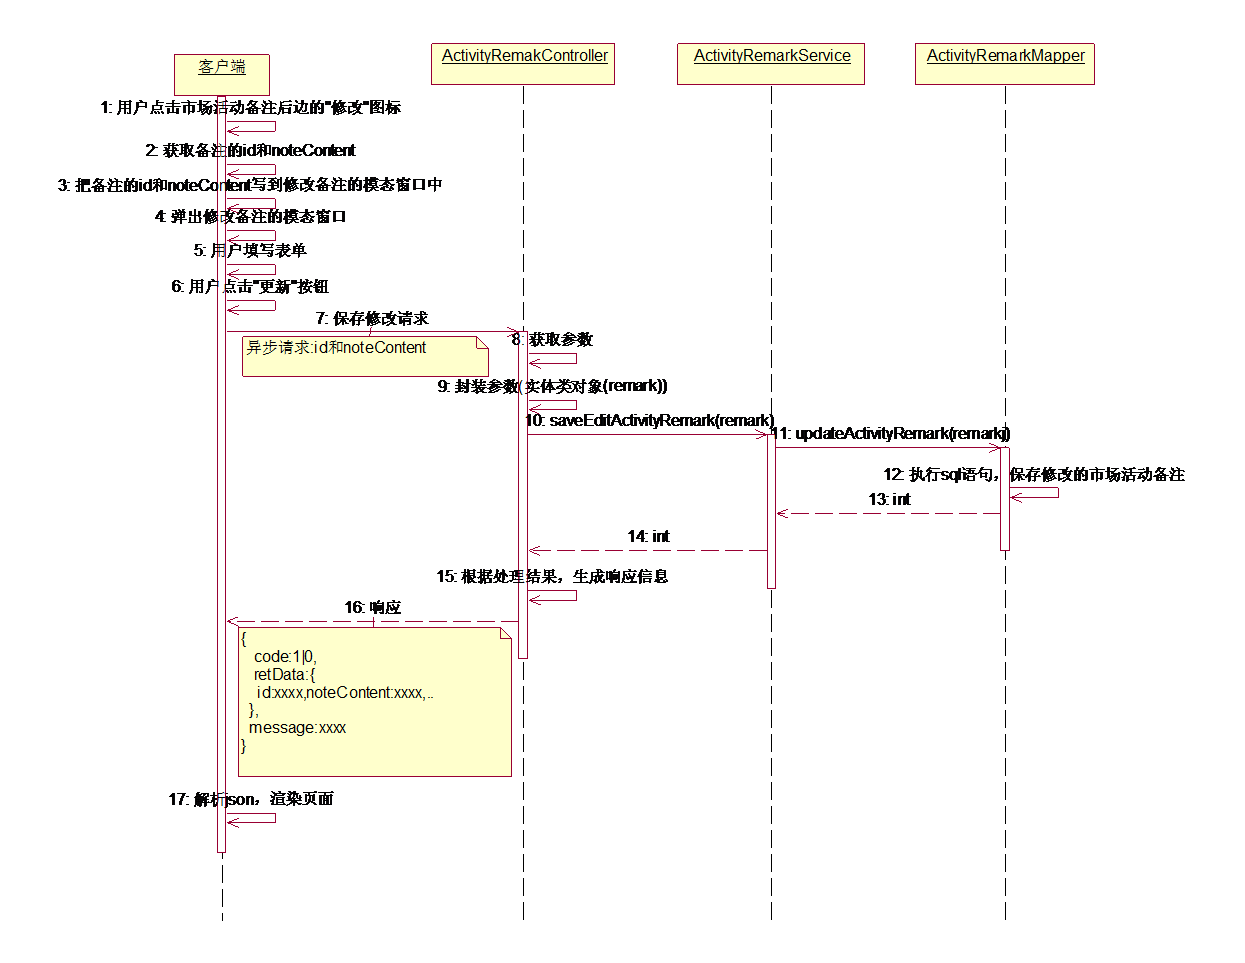 客户端
ActivityRemakController
ActivityRemarkService
ActivityRemarkMapper
1: 用户点击市场活动备注后边的"修改"图标
2: 获取备注的id和noteContent
3: 把备注的id和noteContent写到修改备注的模态窗口中
4: 弹出修改备注的模态窗口
5: 用户填写表单
6: 用户点击"更新"按钮
7: 保存修改请求
异步请求:id和noteContent
8: 获取参数
9: 封装参数(实体类对象(remark))
10: saveEditActivityRemark(remark)
11: updateActivityRemark(remark)
12: 执行sql语句，保存修改的市场活动备注
13: int
14: int
15: 根据处理结果，生成响应信息
16: 响应
{
code:1|0,
retData:{
id:xxxx,noteContent:xxxx,..
},
message:xxxx
}
17: 解析json，渲染页面